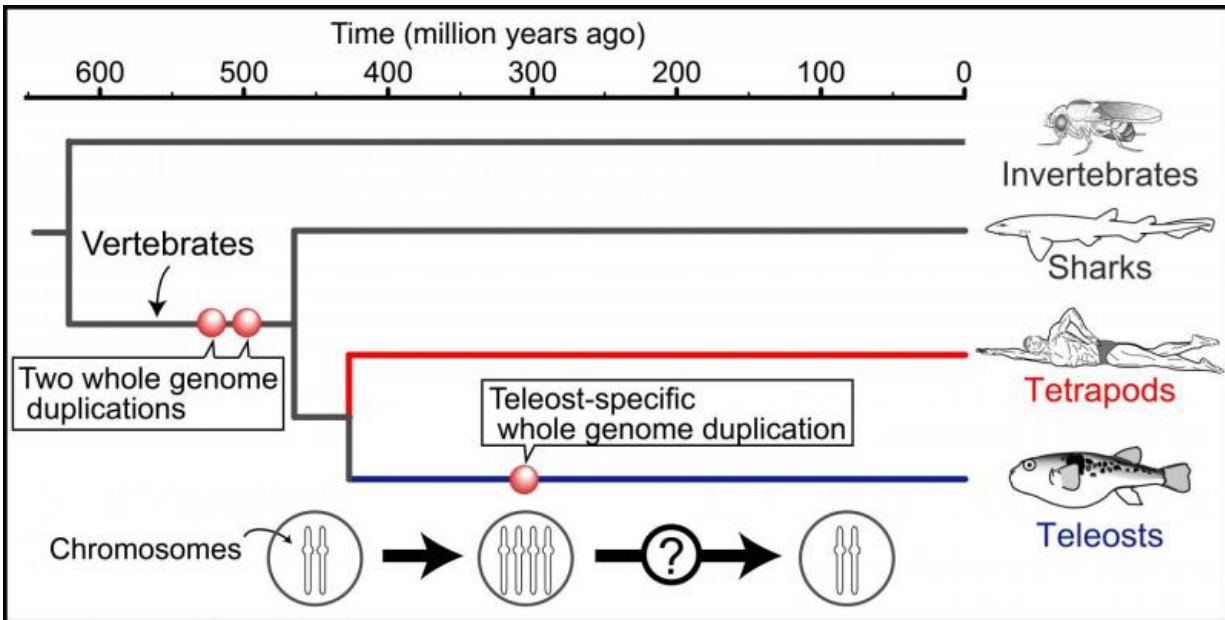 Time (million years ago)
600 500 400 300 200 100 0
Invertebrates
Vertebrates
Sharks
Two whole genome
duplications
Teleost-specific
whole genome duplication
Tetrapods
Chromosomes
?
Teleosts